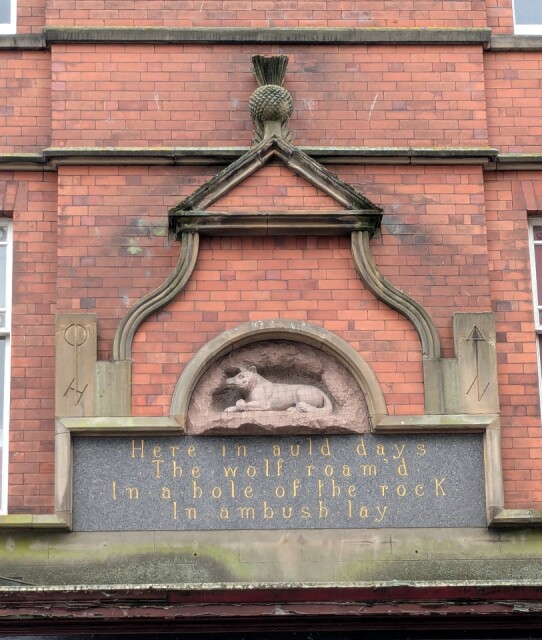 Here in auld days
The wolf roam'd
In a hole of the rock
In ambush lay